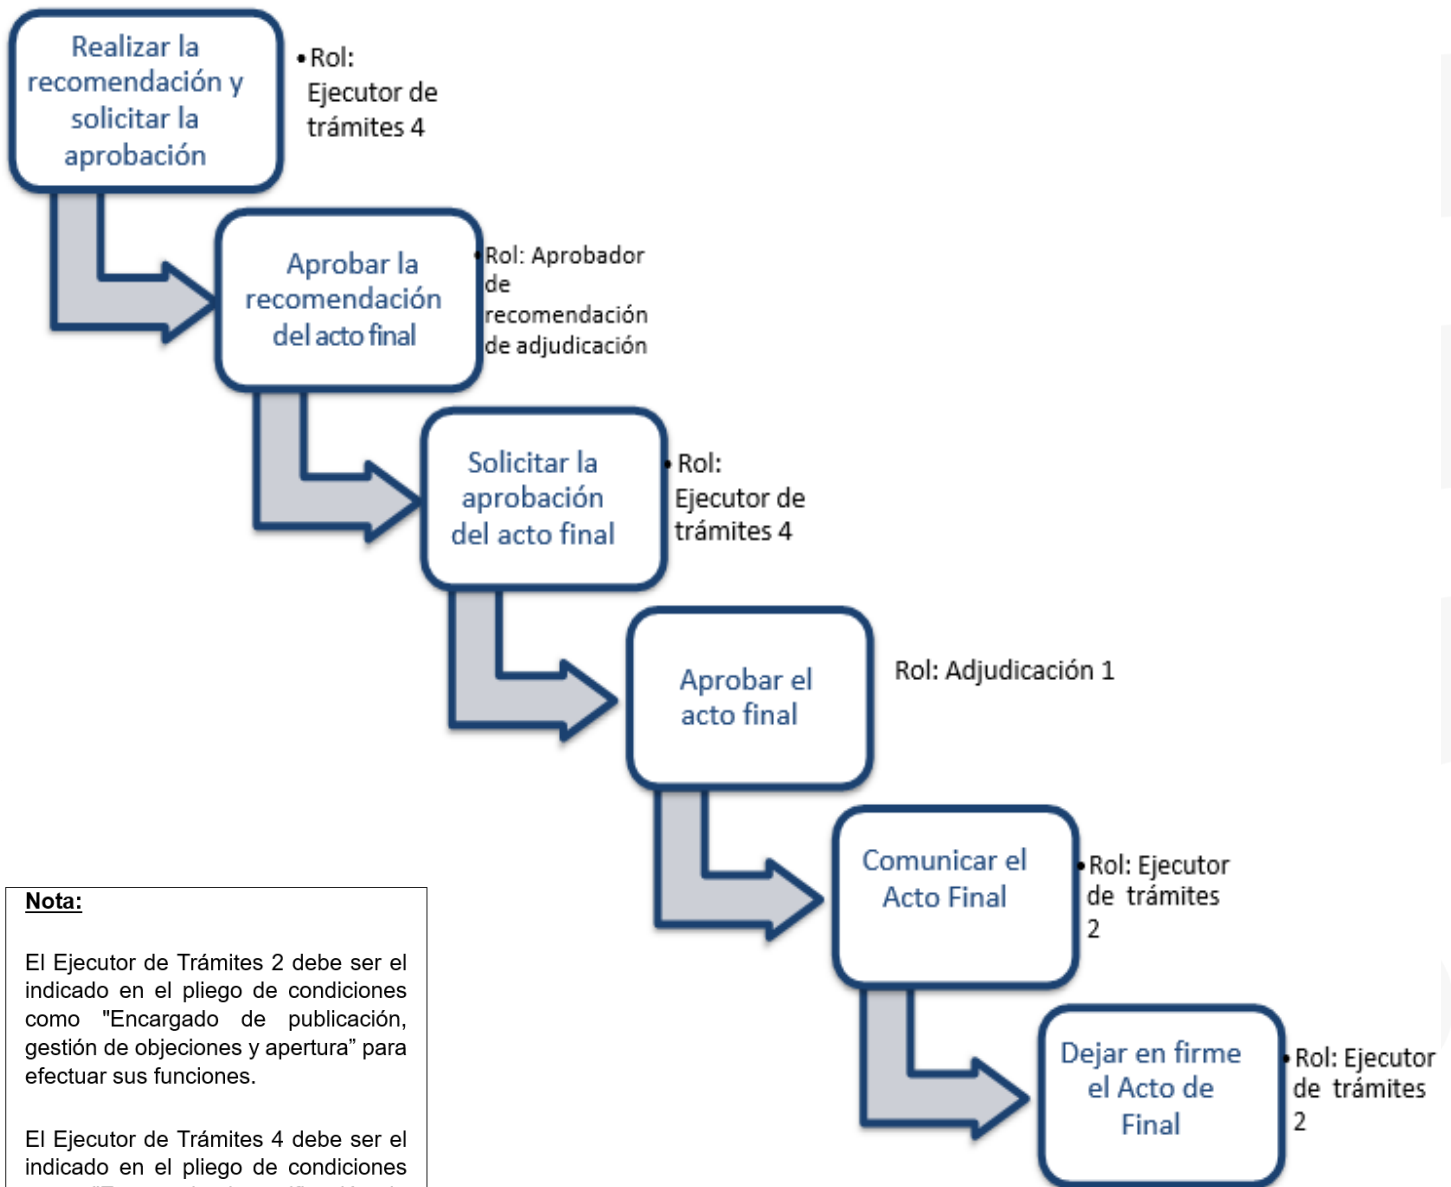 Realizar la
recomendación y
solicitar la
aprobación
•Rol:
Ejecutor de
trámites 4
Aprobar la
recomendación
del acto final
•Rol: Aprobador
de
recomendación
de adjudicación
Solicitar la
aprobación
del acto final
• Rol:
Ejecutor de
trámites 4
Aprobar el
acto final
Rol: Adjudicación 1
Comunicar el
Acto Final
•Rol: Ejecutor
de trámites
2
Dejar en firme
el Acto de
Final
•Rol: Ejecutor
de trámites
2
Nota:
El Ejecutor de Trámites 2 debe ser el
indicado en el pliego de condiciones
como "Encargado de publicación,
gestión de objeciones y apertura” para
efectuar sus funciones.
El Ejecutor de Trámites 4 debe ser el
indicado en el pliego de condiciones